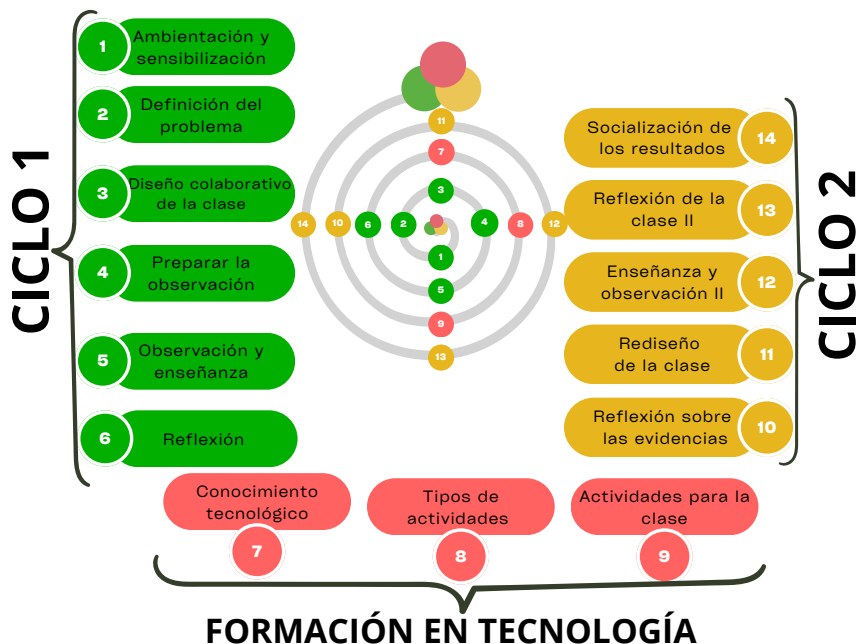 CICLO 1
1
Ambientación y
sensibilización
2
Definición del
problema
3
Diseño colaborativo
de la clase
4
Preparar la
observación
5
Observación y
enseñanza
6
Reflexión
11
7
3
14
10
6
2
4
8
12
1
5
9
13
Socialización de
los resultados
14
Reflexión de la
clase II
13
Enseñanza y
observación II
12
Rediseño
de la clase
11
Reflexión sobre
las evidencias
10
CICLO 2
Conocimiento
tecnológico
7
Tipos de
actividades
8
Actividades para la
clase
9
FORMACIÓN EN TECNOLOGÍA